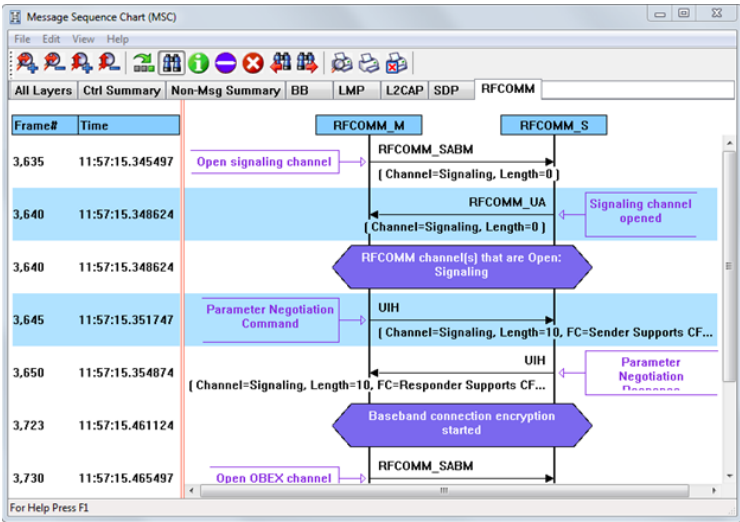 Message Sequence Chart (MSC)
File Edit View Help
All Layers Ctrl Summary Non-Msg Summary BB LMP L2CAP SDP RFCOMM
Frame# Time RFCOMM_M RFCOMM_S
RFCOMM_SABM
3,635 11:57:15.345497 Open signaling channel
( Channel=Signaling, Length=0 )
RFCOMM_UA
3,640 11:57:15.348624 Signaling channel
opened
( Channel=Signaling, Length=0 )
3,640 11:57:15.348624 RFCOMM channel(s) that are Open:
Signaling
3,645 11:57:15.351747 Parameter Negotiation
Command
UIH
( Channel=Signaling, Length=10, FC=Sender Supports CF...
UIH
3,650 11:57:15.354874 Parameter
Negotiation
( Channel=Signaling, Length=10, FC=Responder Supports CF...
3,723 11:57:15.461124 Baseband connection encryption
started
RFCOMM_SABM
3,730 11:57:15.465497 Open OBEX channel
For Help Press F1